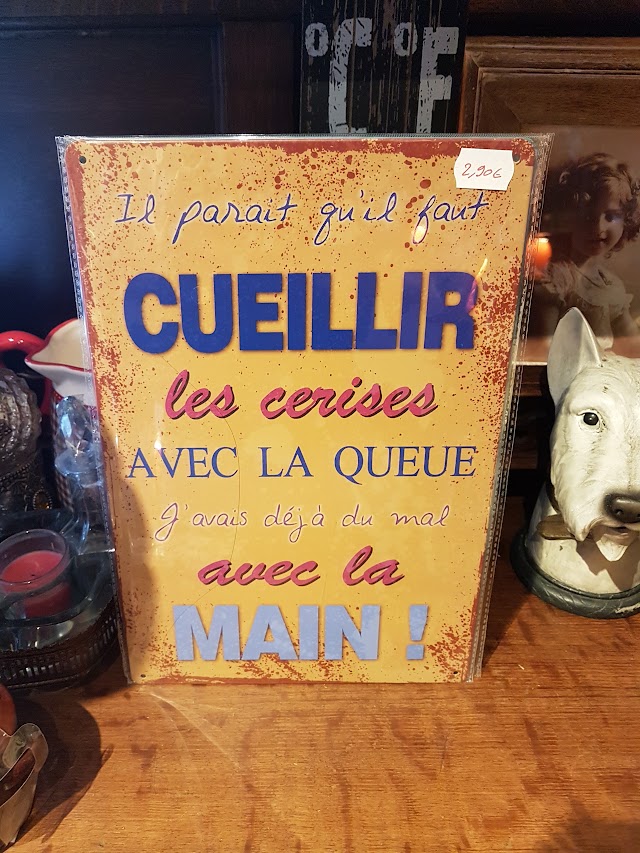 °C °F
2,90€
Il parait qu'il faut
CUEILLIR
les cerises
AVEC LA QUEUE
J'avais déjà du mal
avec la
MAIN !